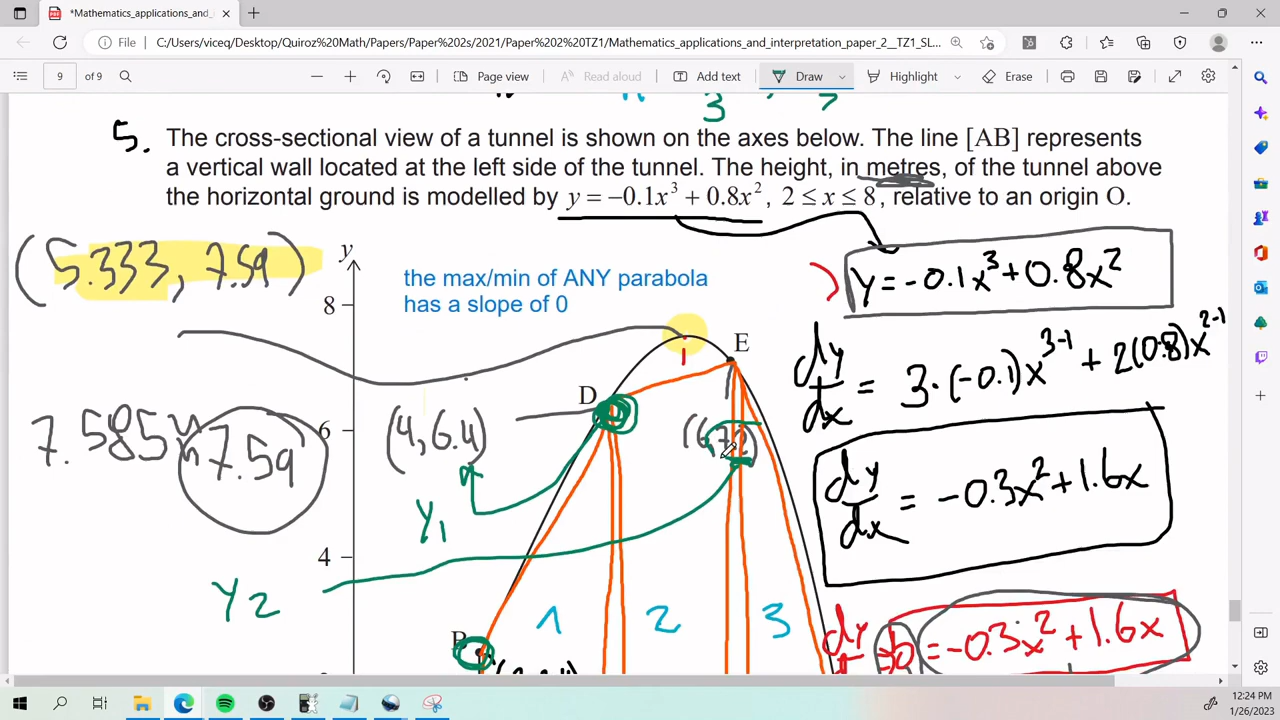 *Mathematics_applications_and_i
File
C:/Users/viceq/Desktop/Quiroz%20Math/Papers/Paper%202s/2021/Paper%202%20TZ1/Mathematics_applications_and_interpretation_paper_2__TZ1_SL...
9 of 9
Page view
Read aloud
Add text
Draw
Highlight
Erase
5. The cross-sectional view of a tunnel is shown on the axes below. The line [AB] represents
a vertical wall located at the left side of the tunnel. The height, in metres, of the tunnel above
the horizontal ground is modelled by y = −0.1x³ + 0.8x², 2 ≤ x ≤ 8, relative to an origin O.
(5.333, 7.59)
y
the max/min of ANY parabola
has a slope of 0
y = -0.1x³ + 0.8x²
8
E
dy/dx = 3·(-0.1)x³⁻¹ + 2(0.8)x²⁻¹
D
7.585 ≈ 7.59
6
(4, 6.4)
dy/dx = -0.3x² + 1.6x
y1
4
y2
1 2 3
= -0.3x² + 1.6x
12:24 PM
1/26/2023